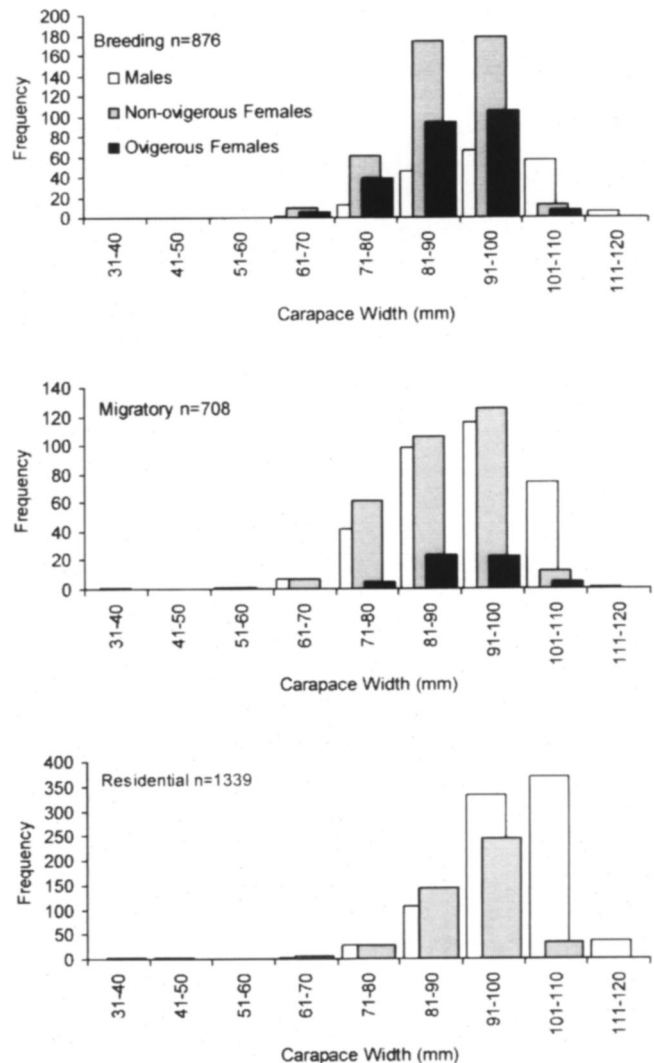 200
180
160
140
120
100
80
60
40
20
0
Frequency
Breeding n=876
Males
Non-ovigerous Females
Ovigerous Females
31-40 41-50 51-60 61-70 71-80 81-90 91-100 101-110 111-120
Carapace Width (mm)
140
120
100
80
60
40
20
0
Frequency
Migratory n=708
31-40 41-50 51-60 61-70 71-80 81-90 91-100 101-110 111-120
Carapace Width (mm)
400
350
300
250
200
150
100
50
0
Frequency
Residential n=1339
31-40 41-50 51-60 61-70 71-80 81-90 91-100 101-110 111-120
Carapace Width (mm)